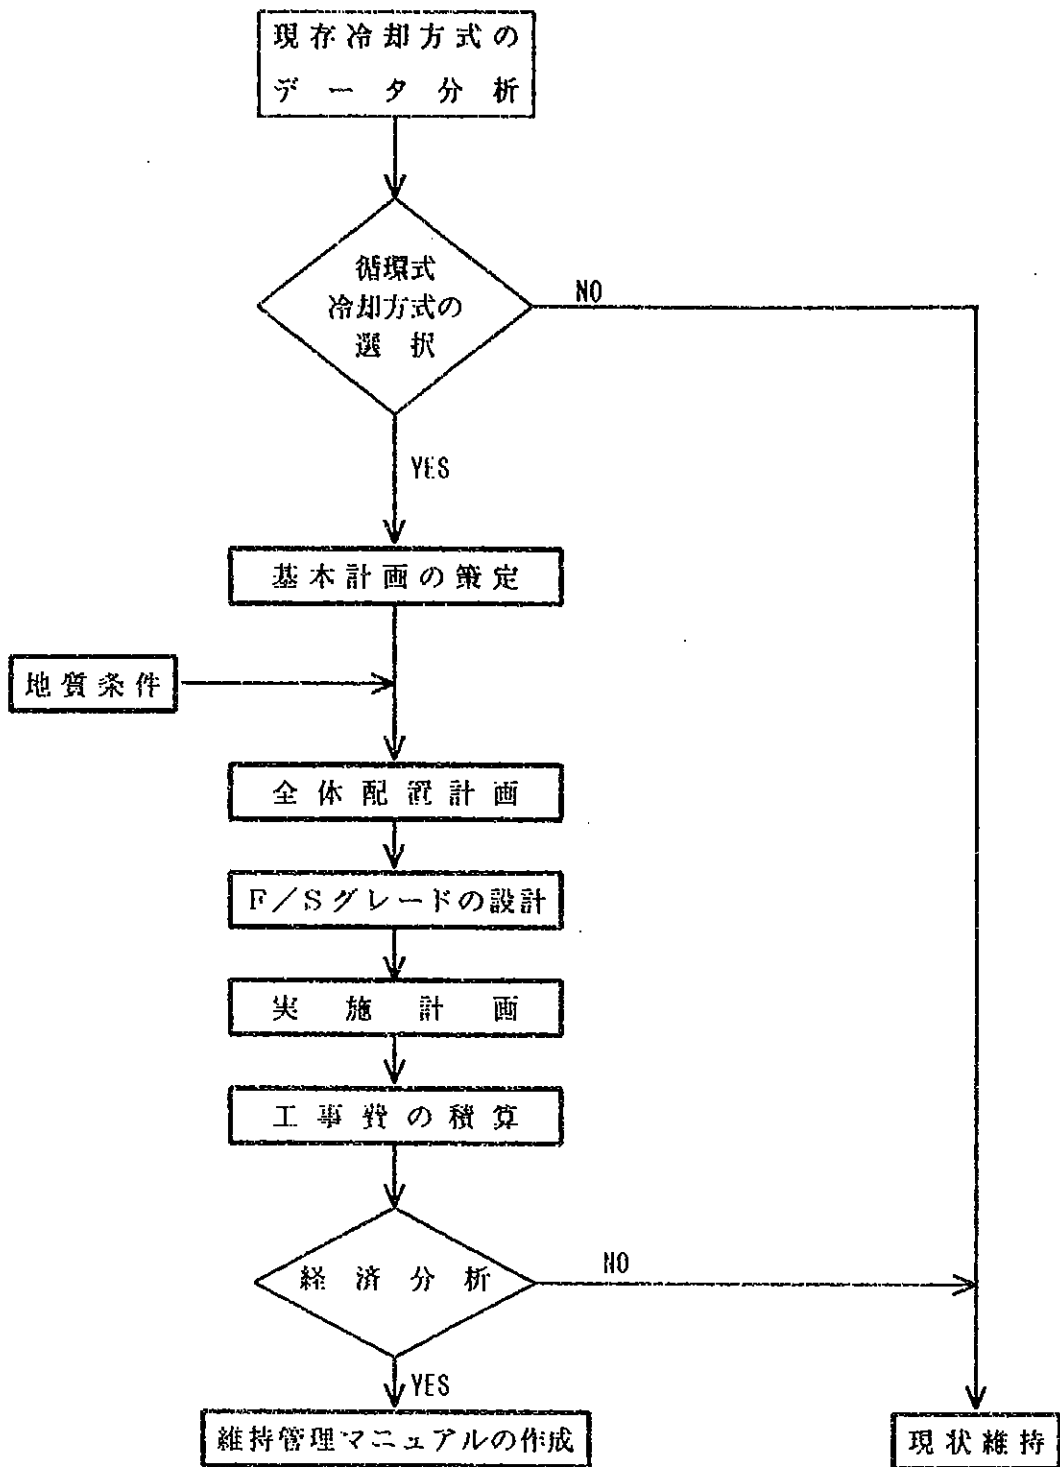 現存冷却方式の
データ分析
循環式
冷却方式の
選択
NO
YES
基本計画の策定
地質条件
全体配置計画
F/Sグレードの設計
実施計画
工事費の積算
経済分析
NO
YES
維持管理マニュアルの作成
現状維持